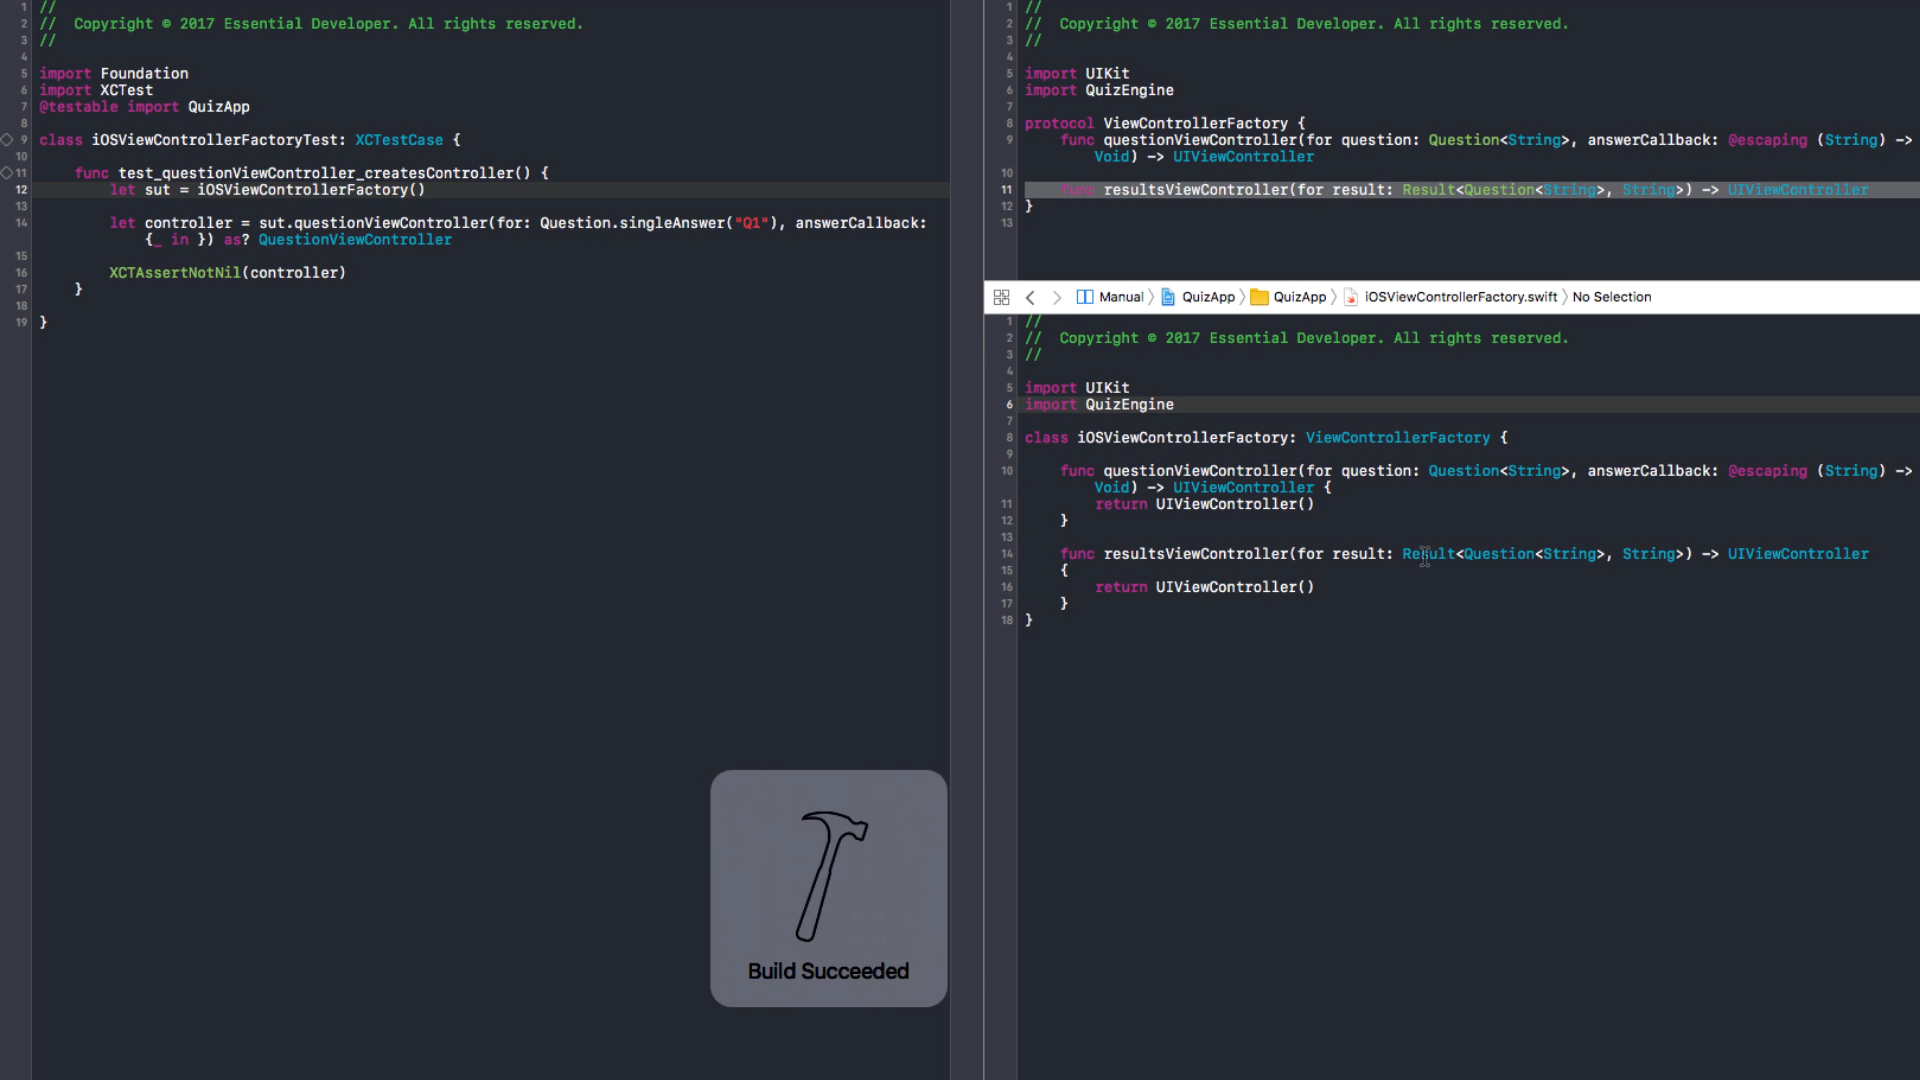 1 //
2 //  Copyright © 2017 Essential Developer. All rights reserved.
3 //
4
5 import Foundation
6 import XCTest
7 @testable import QuizApp
8
9 class iOSViewControllerFactoryTest: XCTestCase {
10
11     func test_questionViewController_createsController() {
12         let sut = iOSViewControllerFactory()
13
14         let controller = sut.questionViewController(for: Question.singleAnswer("Q1"), answerCallback:
{_ in }) as? QuestionViewController
15
16         XCTAssertNotNil(controller)
17     }
18
19 }
Build Succeeded
1 //
2 //  Copyright © 2017 Essential Developer. All rights reserved.
3 //
4
5 import UIKit
6 import QuizEngine
7
8 protocol ViewControllerFactory {
9     func questionViewController(for question: Question<String>, answerCallback: @escaping (String) ->
Void) -> UIViewController
10
11     func resultsViewController(for result: Result<Question<String>, String>) -> UIViewController
12 }
13
Manual QuizApp QuizApp iOSViewControllerFactory.swift No Selection
1 //
2 //  Copyright © 2017 Essential Developer. All rights reserved.
3 //
4
5 import UIKit
6 import QuizEngine
7
8 class iOSViewControllerFactory: ViewControllerFactory {
9
10     func questionViewController(for question: Question<String>, answerCallback: @escaping (String) ->
Void) -> UIViewController {
11         return UIViewController()
12     }
13
14     func resultsViewController(for result: Result<Question<String>, String>) -> UIViewController
15     {
16         return UIViewController()
17     }
18 }